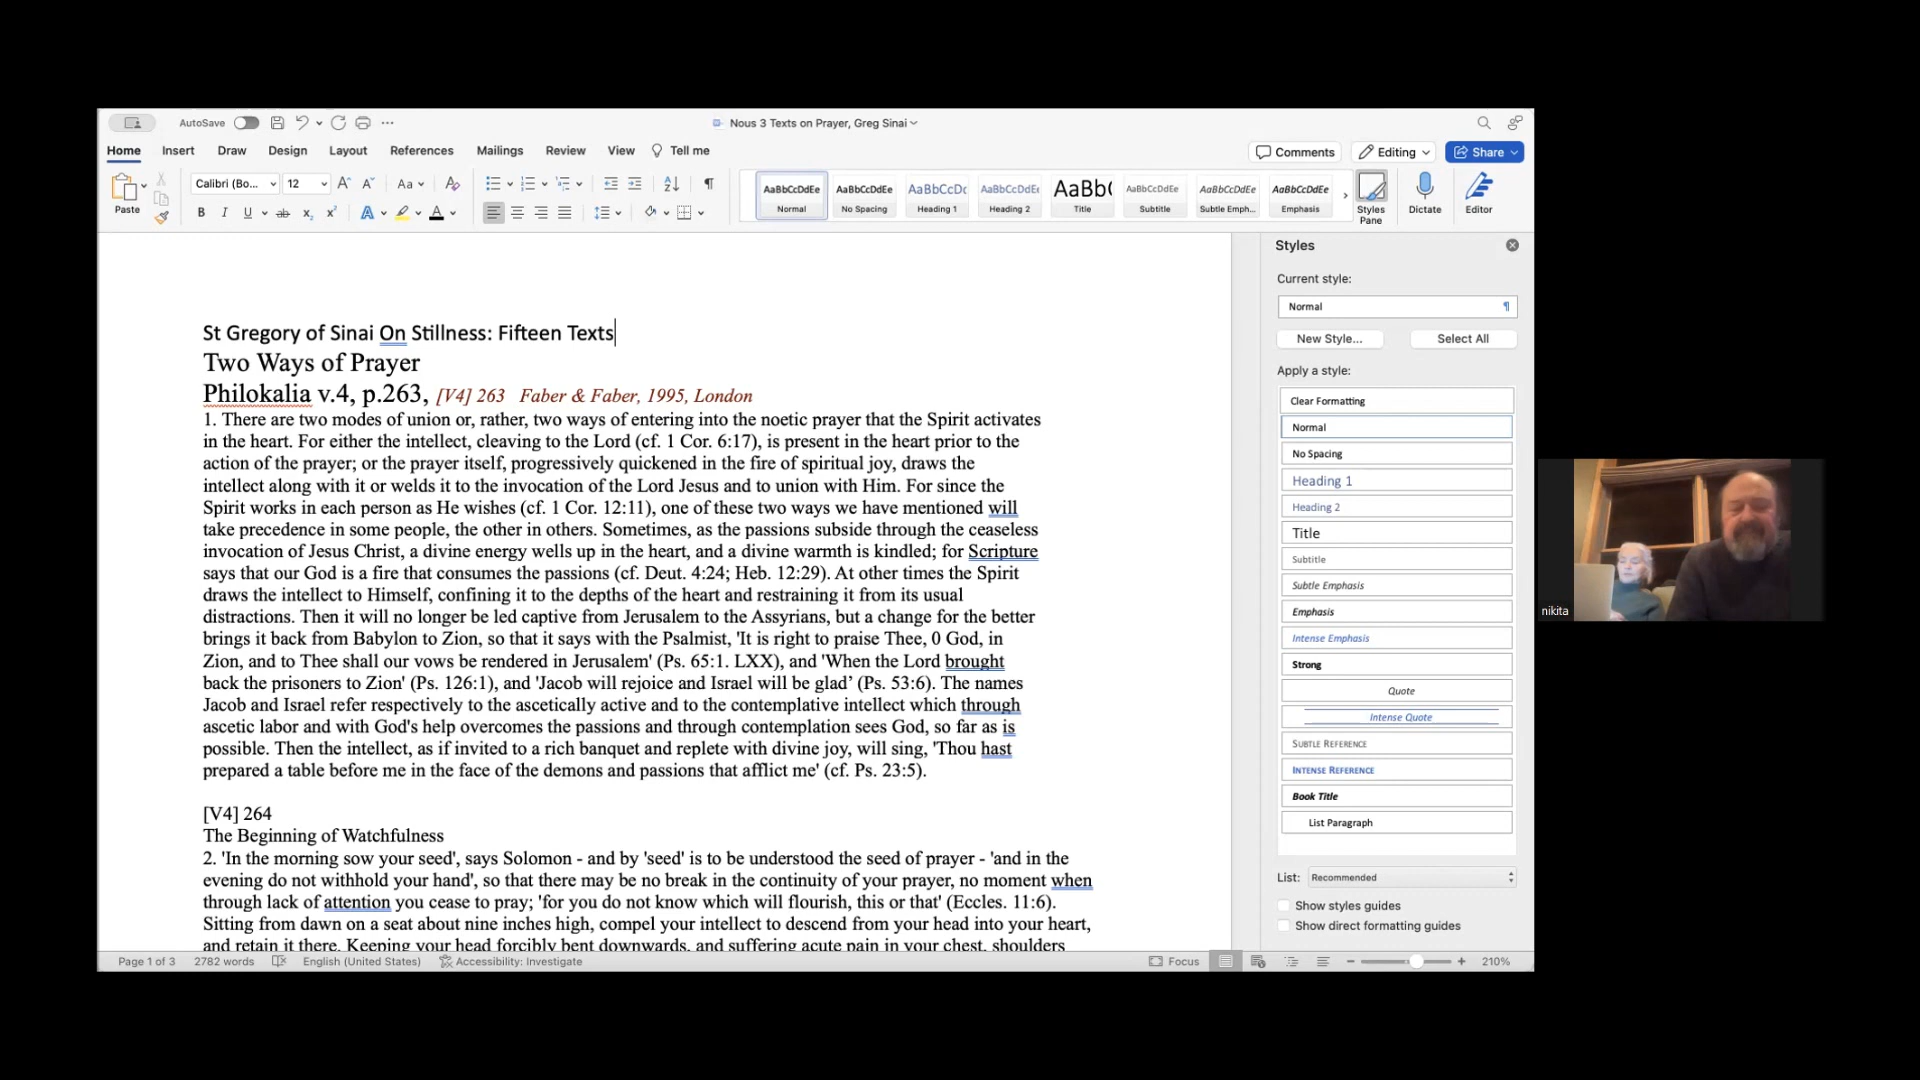 AutoSave
Nous 3 Texts on Prayer, Greg Sinai
Home Insert Draw Design Layout References Mailings Review View Tell me
Comments Editing Share
Paste
Calibri (Bo... 12
Aa
B I U ab x₂ x²
AaBbCcDdEe Normal
AaBbCcDdEe No Spacing
AaBbCcDc Heading 1
AaBbCcDdEe Heading 2
AaBb( Title
AaBbCcDdEe Subtitle
AaBbCcDdEe Subtle Emph...
AaBbCcDdEe Emphasis
Styles Pane
Dictate
Editor
St Gregory of Sinai On Stillness: Fifteen Texts
Two Ways of Prayer
Philokalia v.4, p.263, [V4] 263 Faber & Faber, 1995, London
1. There are two modes of union or, rather, two ways of entering into the noetic prayer that the Spirit activates
in the heart. For either the intellect, cleaving to the Lord (cf. 1 Cor. 6:17), is present in the heart prior to the
action of the prayer; or the prayer itself, progressively quickened in the fire of spiritual joy, draws the
intellect along with it or welds it to the invocation of the Lord Jesus and to union with Him. For since the
Spirit works in each person as He wishes (cf. 1 Cor. 12:11), one of these two ways we have mentioned will
take precedence in some people, the other in others. Sometimes, as the passions subside through the ceaseless
invocation of Jesus Christ, a divine energy wells up in the heart, and a divine warmth is kindled; for Scripture
says that our God is a fire that consumes the passions (cf. Deut. 4:24; Heb. 12:29). At other times the Spirit
draws the intellect to Himself, confining it to the depths of the heart and restraining it from its usual
distractions. Then it will no longer be led captive from Jerusalem to the Assyrians, but a change for the better
brings it back from Babylon to Zion, so that it says with the Psalmist, 'It is right to praise Thee, 0 God, in
Zion, and to Thee shall our vows be rendered in Jerusalem' (Ps. 65:1. LXX), and 'When the Lord brought
back the prisoners to Zion' (Ps. 126:1), and 'Jacob will rejoice and Israel will be glad’ (Ps. 53:6). The names
Jacob and Israel refer respectively to the ascetically active and to the contemplative intellect which through
ascetic labor and with God's help overcomes the passions and through contemplation sees God, so far as is
possible. Then the intellect, as if invited to a rich banquet and replete with divine joy, will sing, 'Thou hast
prepared a table before me in the face of the demons and passions that afflict me' (cf. Ps. 23:5).
[V4] 264
The Beginning of Watchfulness
2. 'In the morning sow your seed', says Solomon - and by 'seed' is to be understood the seed of prayer - 'and in the
evening do not withhold your hand', so that there may be no break in the continuity of your prayer, no moment when
through lack of attention you cease to pray; 'for you do not know which will flourish, this or that' (Eccles. 11:6).
Sitting from dawn on a seat about nine inches high, compel your intellect to descend from your head into your heart,
and retain it there. Keeping your head forcibly bent downwards, and suffering acute pain in your chest, shoulders
Styles
Current style:
Normal
New Style... Select All
Apply a style:
Clear Formatting
Normal
No Spacing
Heading 1
Heading 2
Title
Subtitle
Subtle Emphasis
Emphasis
Intense Emphasis
Strong
Quote
Intense Quote
Subtle Reference
Intense Reference
Book Title
List Paragraph
List: Recommended
Show styles guides
Show direct formatting guides
Page 1 of 3 2782 words English (United States) Accessibility: Investigate
Focus 210%
nikita